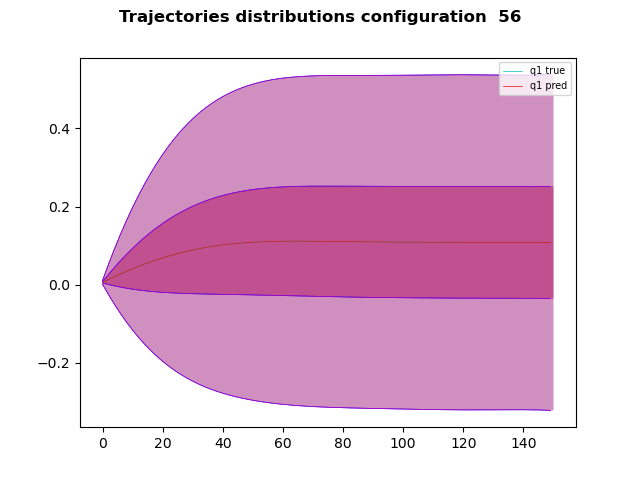 Trajectories distributions configuration  56
q1 true
q1 pred
0.4
0.2
0.0
−0.2
0 20 40 60 80 100 120 140